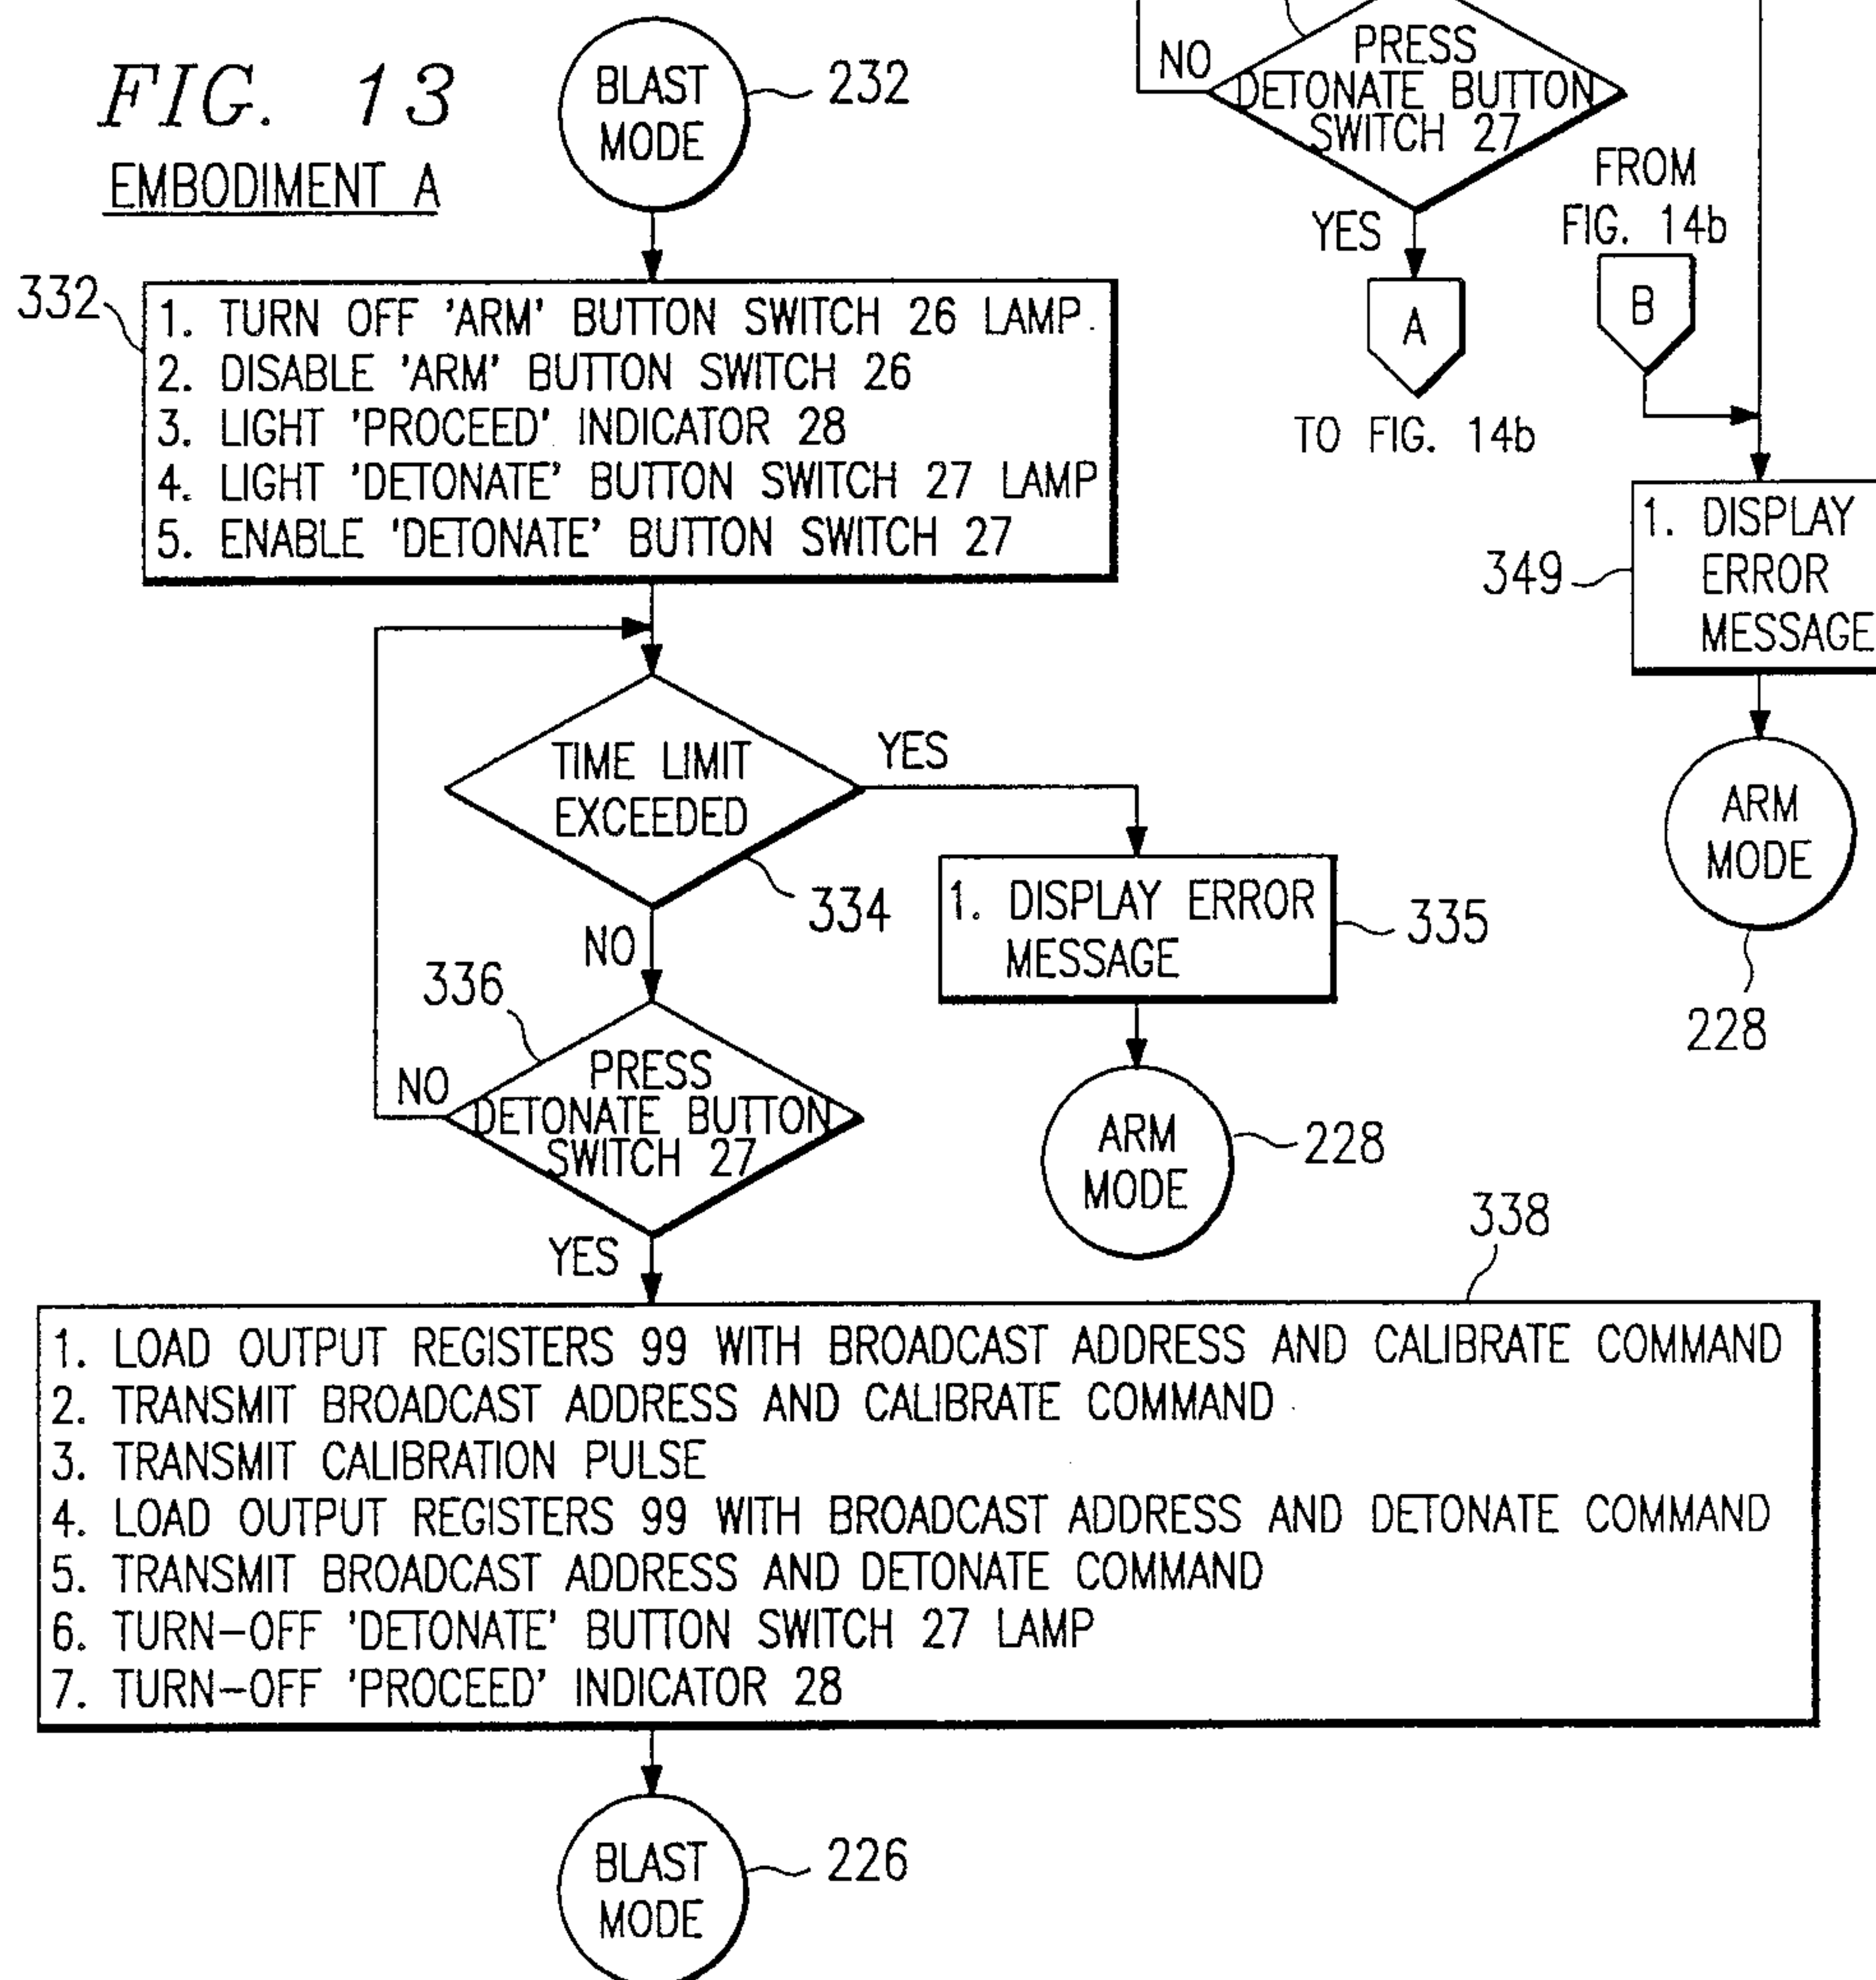 FIG. 13
EMBODIMENT A
BLAST
MODE
232
332
1. TURN OFF 'ARM' BUTTON SWITCH 26 LAMP
2. DISABLE 'ARM' BUTTON SWITCH 26
3. LIGHT 'PROCEED' INDICATOR 28
4. LIGHT 'DETONATE' BUTTON SWITCH 27 LAMP
5. ENABLE 'DETONATE' BUTTON SWITCH 27
TIME LIMIT
EXCEEDED
YES
334
NO
1. DISPLAY ERROR
MESSAGE
335
ARM
MODE
228
336
PRESS
DETONATE BUTTON
SWITCH 27
NO
YES
338
1. LOAD OUTPUT REGISTERS 99 WITH BROADCAST ADDRESS AND CALIBRATE COMMAND
2. TRANSMIT BROADCAST ADDRESS AND CALIBRATE COMMAND
3. TRANSMIT CALIBRATION PULSE
4. LOAD OUTPUT REGISTERS 99 WITH BROADCAST ADDRESS AND DETONATE COMMAND
5. TRANSMIT BROADCAST ADDRESS AND DETONATE COMMAND
6. TURN-OFF 'DETONATE' BUTTON SWITCH 27 LAMP
7. TURN-OFF 'PROCEED' INDICATOR 28
BLAST
MODE
226
NO
PRESS
DETONATE BUTTON
SWITCH 27
YES
A
TO FIG. 14b
FROM
FIG. 14b
B
349
1. DISPLAY
ERROR
MESSAGE
ARM
MODE
228